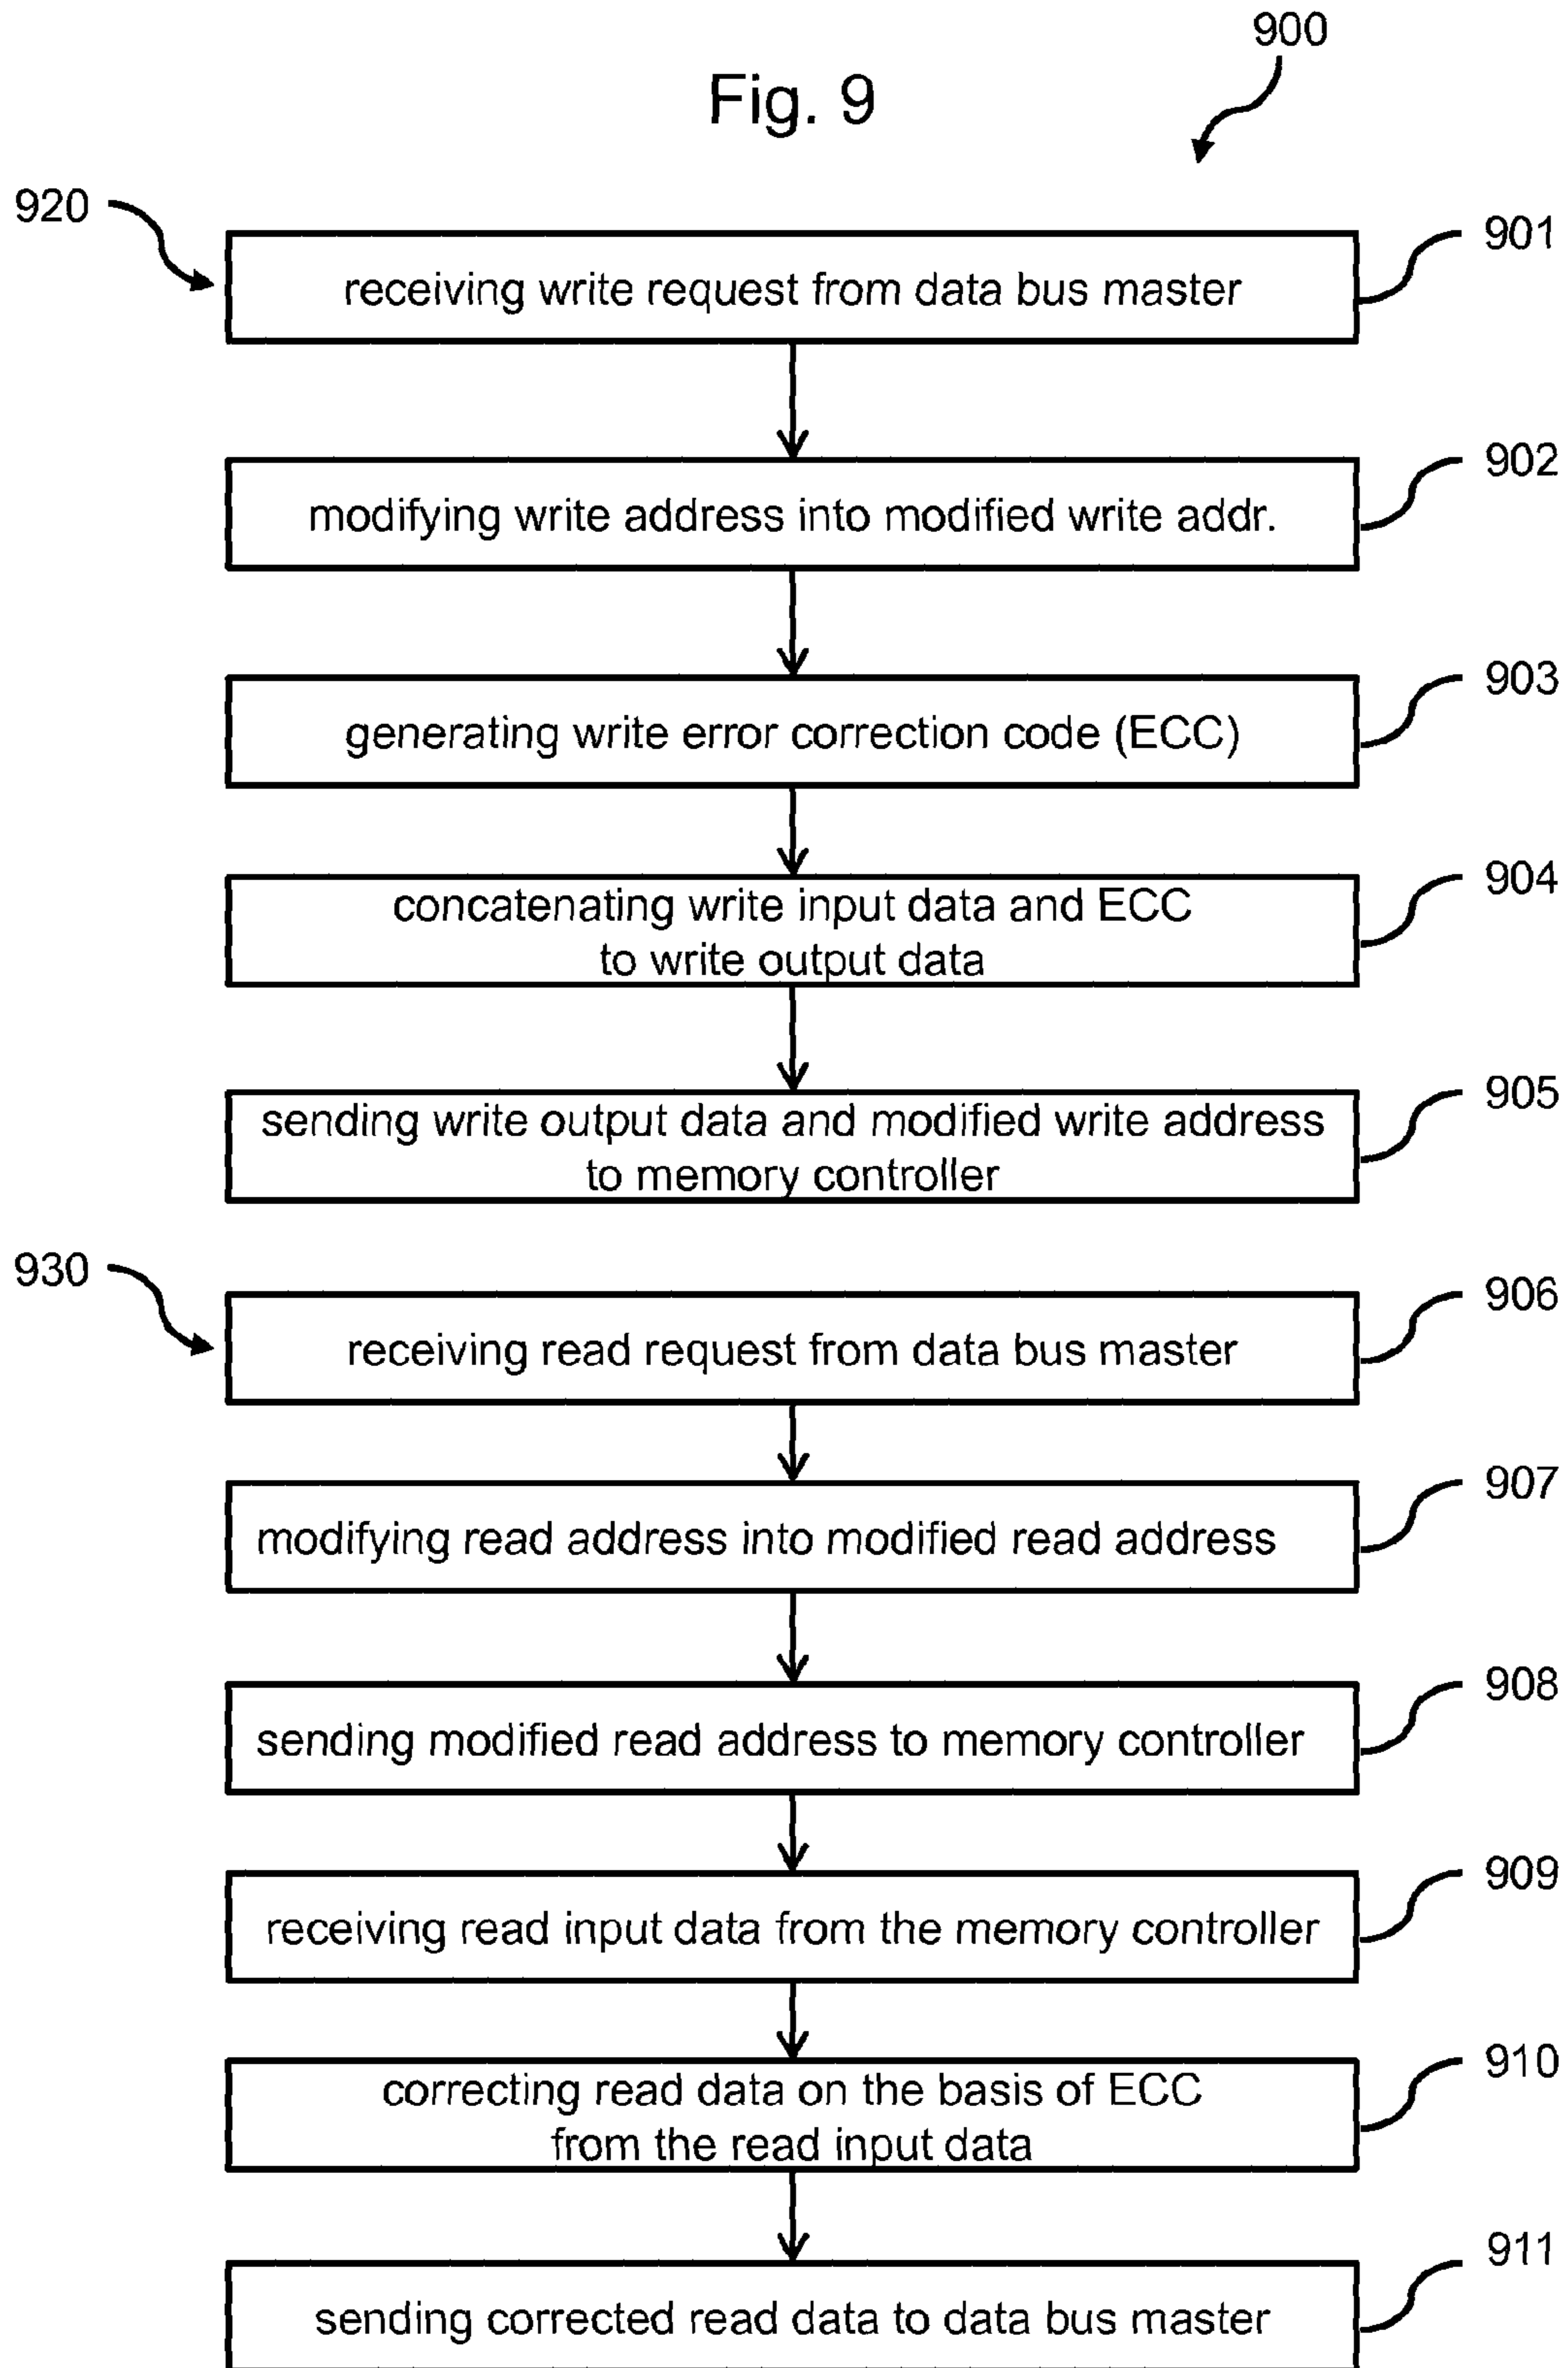 900
Fig. 9
920
901
receiving write request from data bus master
902
modifying write address into modified write addr.
903
generating write error correction code (ECC)
904
concatenating write input data and ECC
to write output data
905
sending write output data and modified write address
to memory controller
930
906
receiving read request from data bus master
907
modifying read address into modified read address
908
sending modified read address to memory controller
909
receiving read input data from the memory controller
910
correcting read data on the basis of ECC
from the read input data
911
sending corrected read data to data bus master